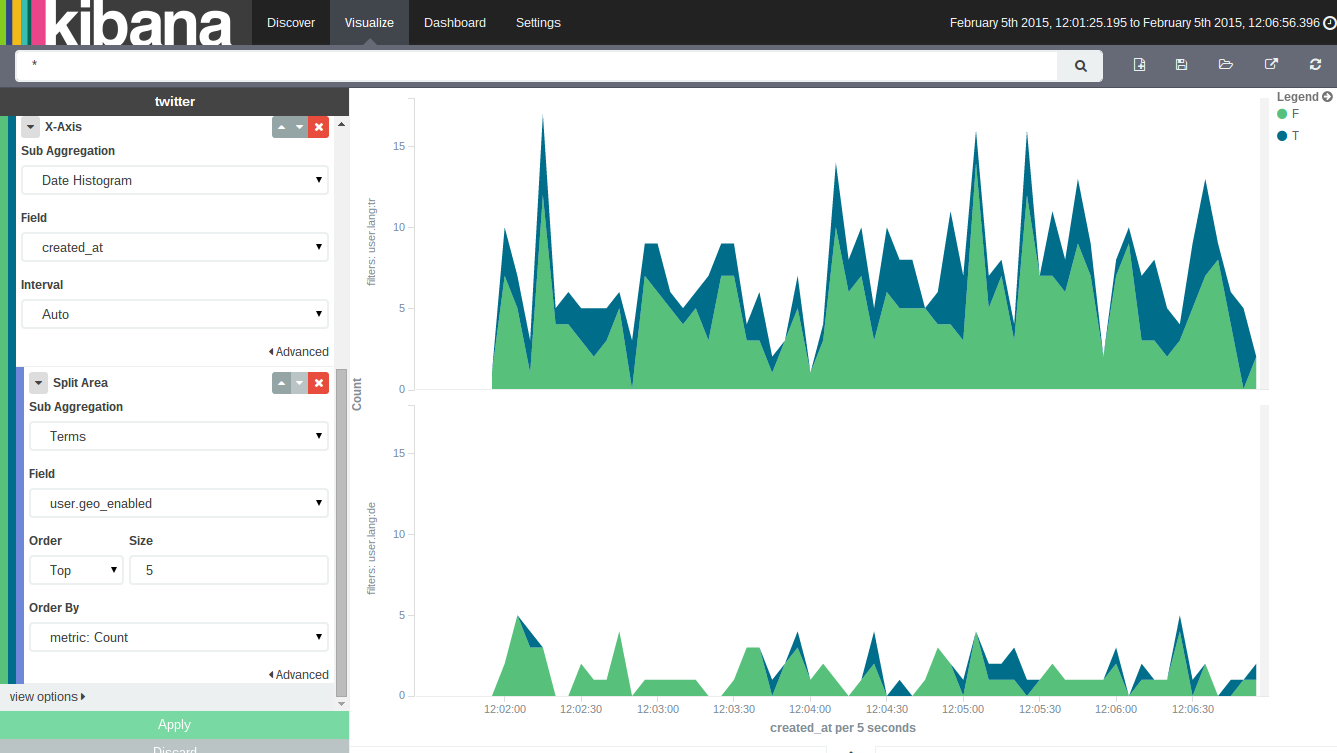 kibana
Discover
Visualize
Dashboard
Settings
February 5th 2015, 12:01:25.195 to February 5th 2015, 12:06:56.396
*
twitter
X-Axis
Sub Aggregation
Date Histogram
Field
created_at
Interval
Auto
Advanced
Split Area
Sub Aggregation
Terms
Field
user.geo_enabled
Order Size
Top 5
Order By
metric: Count
Advanced
view options
Apply
Discard
Count
filters: user.lang:tr
15
10
5
0
filters: user.lang:de
15
10
5
0
12:02:00 12:02:30 12:03:00 12:03:30 12:04:00 12:04:30 12:05:00 12:05:30 12:06:00 12:06:30
created_at per 5 seconds
Legend
F
T